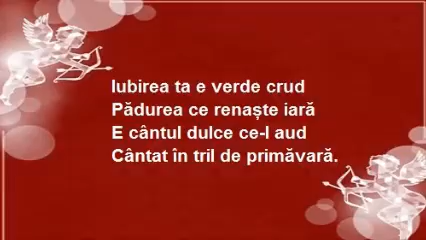 Iubirea ta e verde crud
Pădurea ce renaște iară
E cântul dulce ce-l aud
Cântat în tril de primăvară.